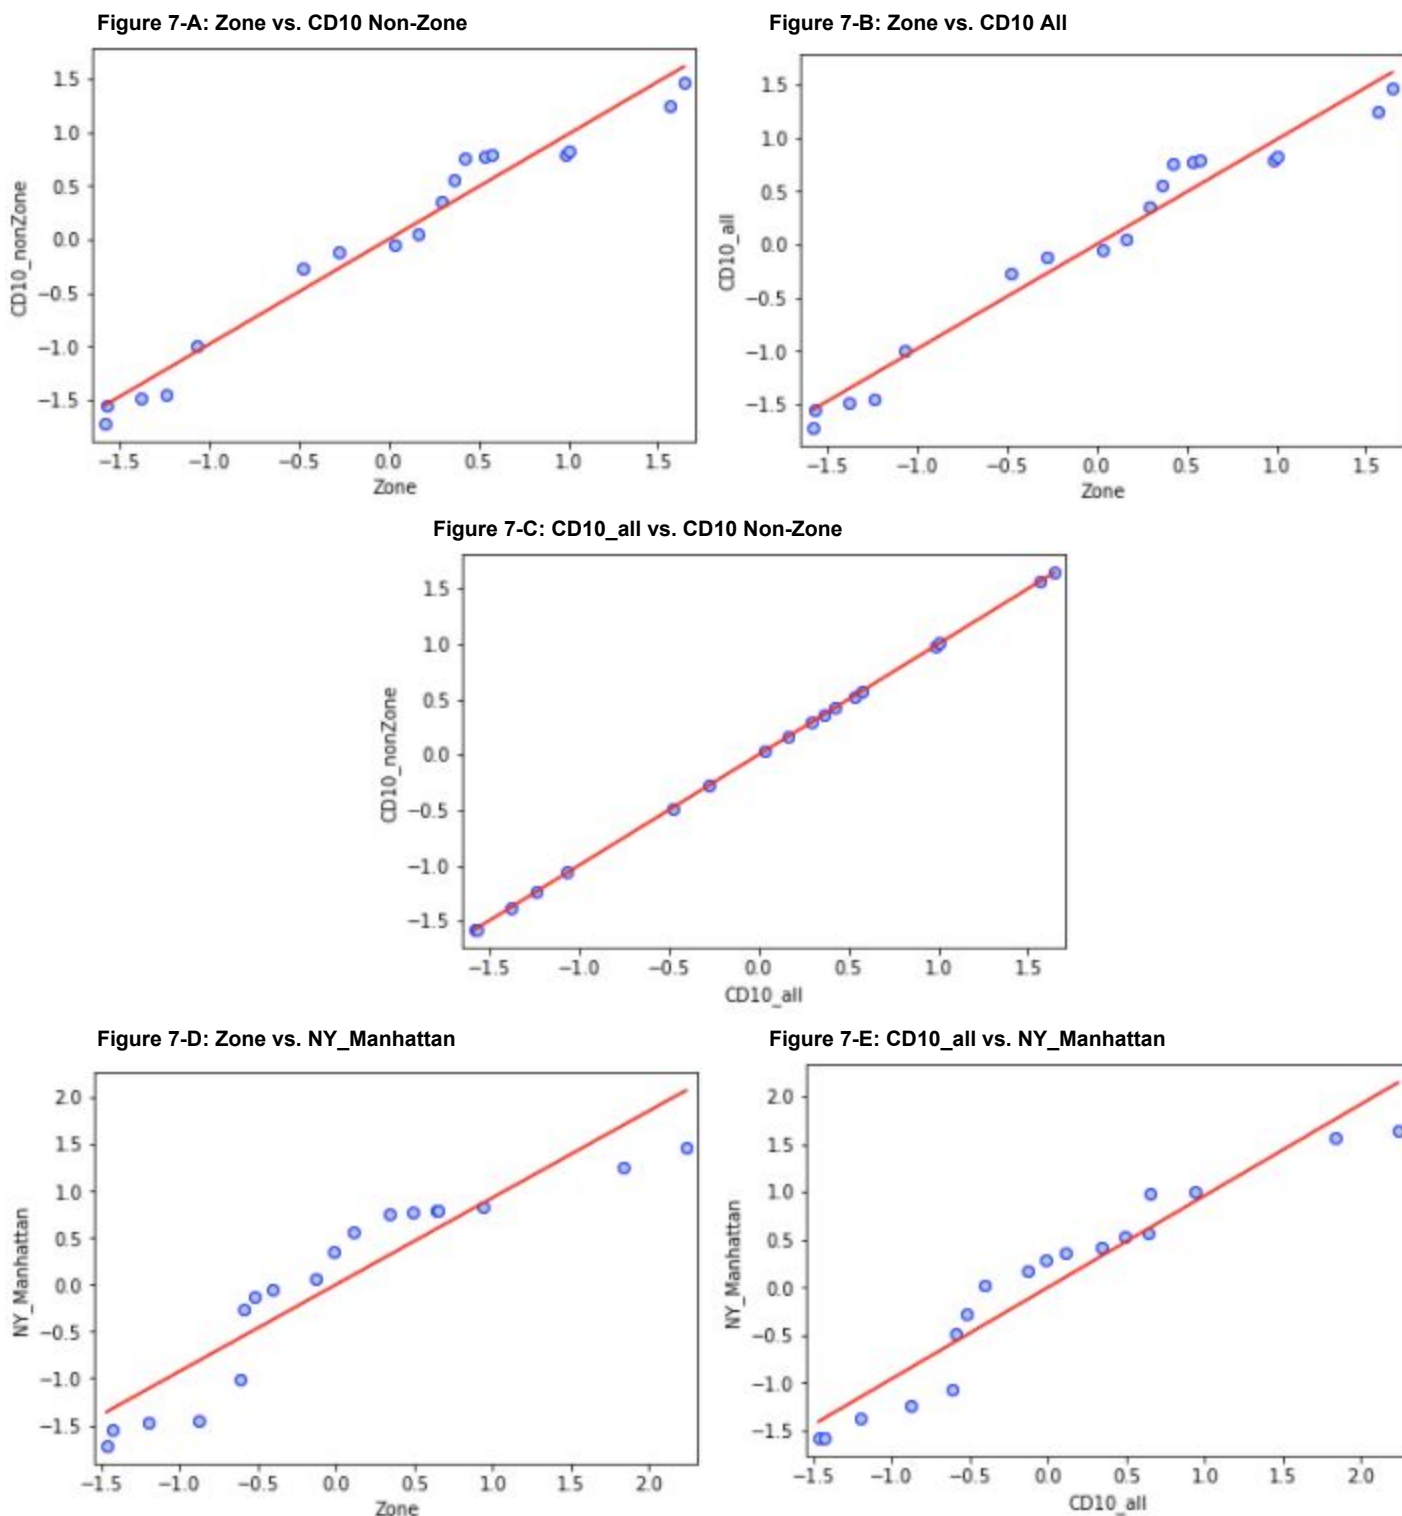 Figure 7-A: Zone vs. CD10 Non-Zone
1.5
1.0
0.5
0.0
−0.5
−1.0
−1.5
CD10_nonZone
−1.5 −1.0 −0.5 0.0 0.5 1.0 1.5
Zone
Figure 7-B: Zone vs. CD10 All
1.5
1.0
0.5
0.0
−0.5
−1.0
−1.5
CD10_all
−1.5 −1.0 −0.5 0.0 0.5 1.0 1.5
Zone
Figure 7-C: CD10_all vs. CD10 Non-Zone
1.5
1.0
0.5
0.0
−0.5
−1.0
−1.5
CD10_nonZone
−1.5 −1.0 −0.5 0.0 0.5 1.0 1.5
CD10_all
Figure 7-D: Zone vs. NY_Manhattan
2.0
1.5
1.0
0.5
0.0
−0.5
−1.0
−1.5
NY_Manhattan
−1.5 −1.0 −0.5 0.0 0.5 1.0 1.5 2.0
Zone
Figure 7-E: CD10_all vs. NY_Manhattan
2.0
1.5
1.0
0.5
0.0
−0.5
−1.0
−1.5
NY_Manhattan
−1.5 −1.0 −0.5 0.0 0.5 1.0 1.5 2.0
CD10_all